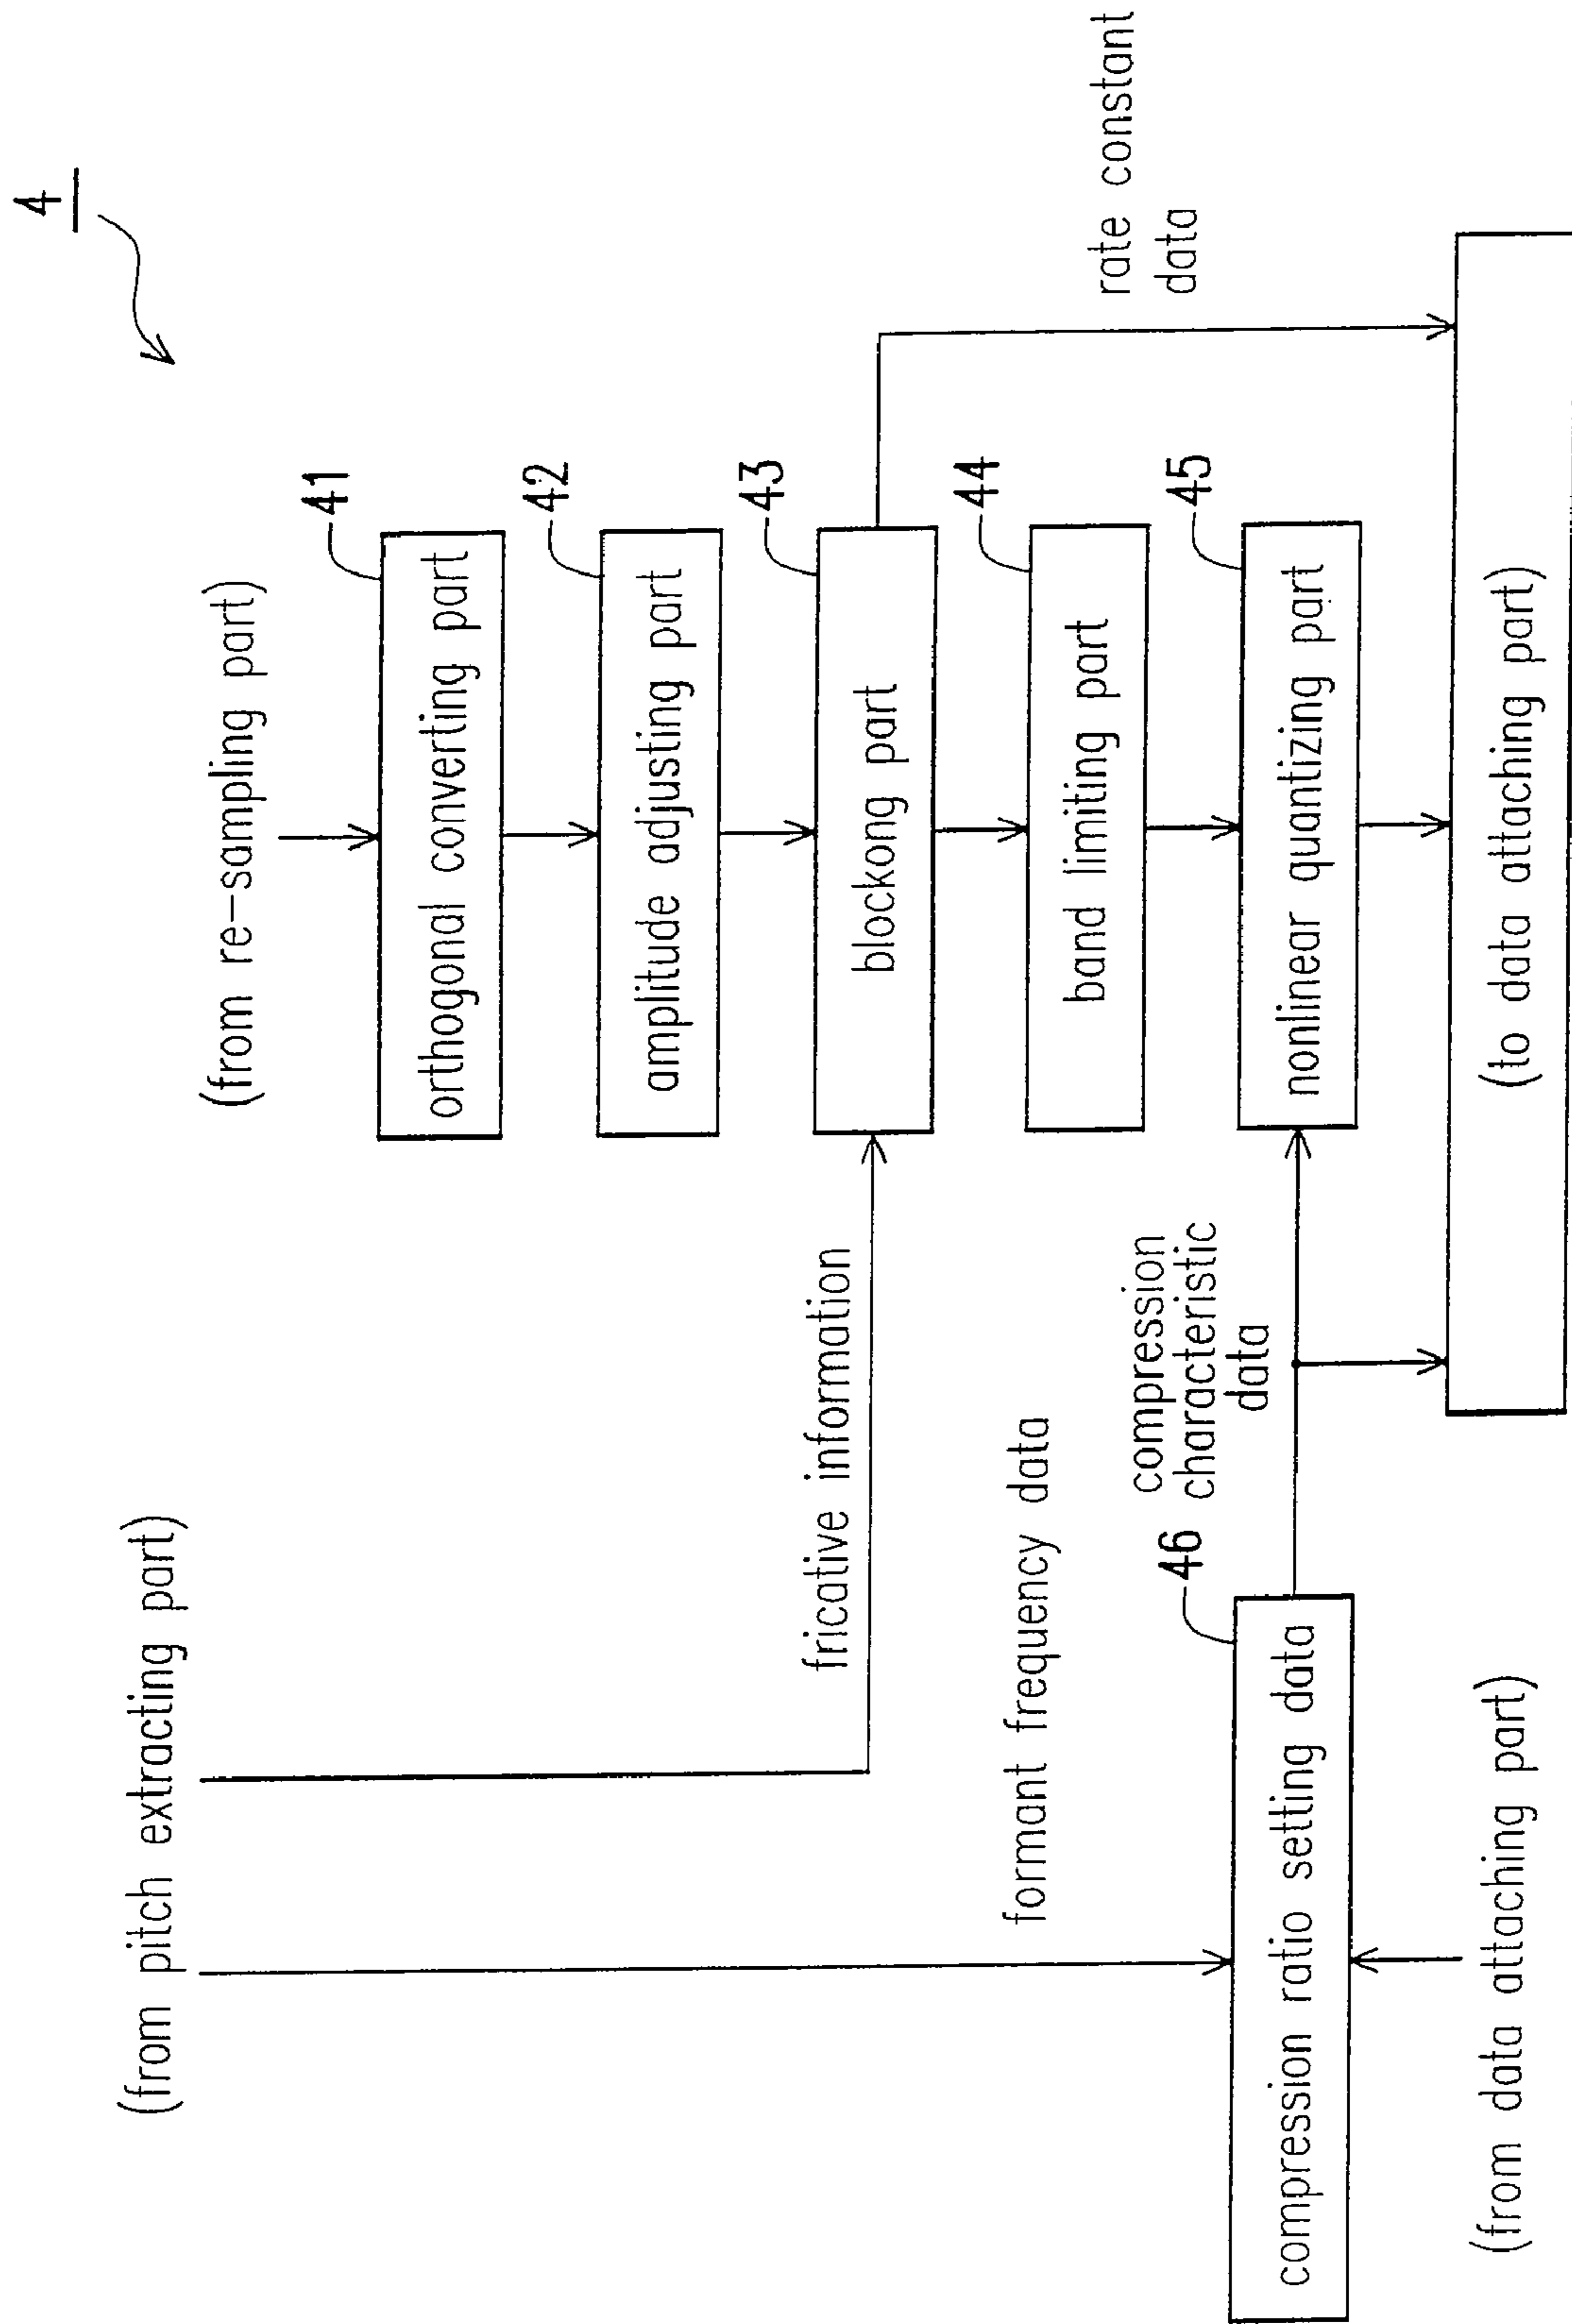 4
(from pitch extracting part)
(from re-sampling part)
41
orthogonal converting part
42
amplitude adjusting part
fricative information
43
blockong part
rate constant
data
44
band limiting part
formant frequency data
compression
characteristic
data
45
nonlinear quantizing part
46
compression ratio setting data
(from data attaching part)
(to data attaching part)